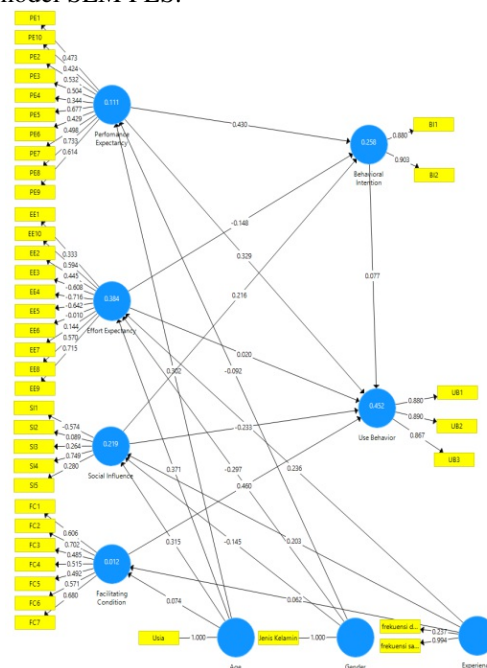 model SEM PLS.
PE1
PE10
PE2
PE3
PE4
PE5
PE6
PE7
PE8
PE9
0.473
0.424
0.532
0.504
0.344
0.677
0.429
0.498
0.733
0.614
0.111
Perfomance
Expectancy
0.430
0.258
Behavioral
Intention
0.880
0.903
BI1
BI2
-0.148
0.329
0.077
0.216
EE1
EE10
EE2
EE3
EE4
EE5
EE6
EE7
EE8
EE9
0.333
0.594
0.445
-0.608
-0.716
-0.642
-0.010
0.144
0.570
0.715
0.384
Effort Expectancy
0.020
0.302
-0.092
0.452
Use Behavior
0.880
0.890
0.867
UB1
UB2
UB3
SI1
SI2
SI3
SI4
SI5
-0.574
0.089
0.264
0.749
0.280
0.219
Social Influence
-0.233
0.371
-0.297
0.460
0.236
FC1
FC2
FC3
FC4
FC5
FC6
FC7
0.606
0.702
0.485
0.515
0.492
0.571
0.680
0.012
Facilitating
Condition
0.315
-0.145
0.203
0.074
0.062
Usia
1.000
Age
Jenis Kelamin
1.000
Gender
frekuensi d...
frekuensi sa...
0.237
0.994
Experience